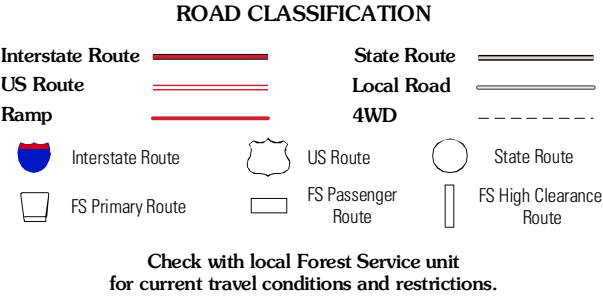 ROAD CLASSIFICATION
Interstate Route
State Route
US Route
Local Road
Ramp
4WD
Interstate Route
US Route
State Route
FS Primary Route
FS Passenger
Route
FS High Clearance
Route
Check with local Forest Service unit
for current travel conditions and restrictions.